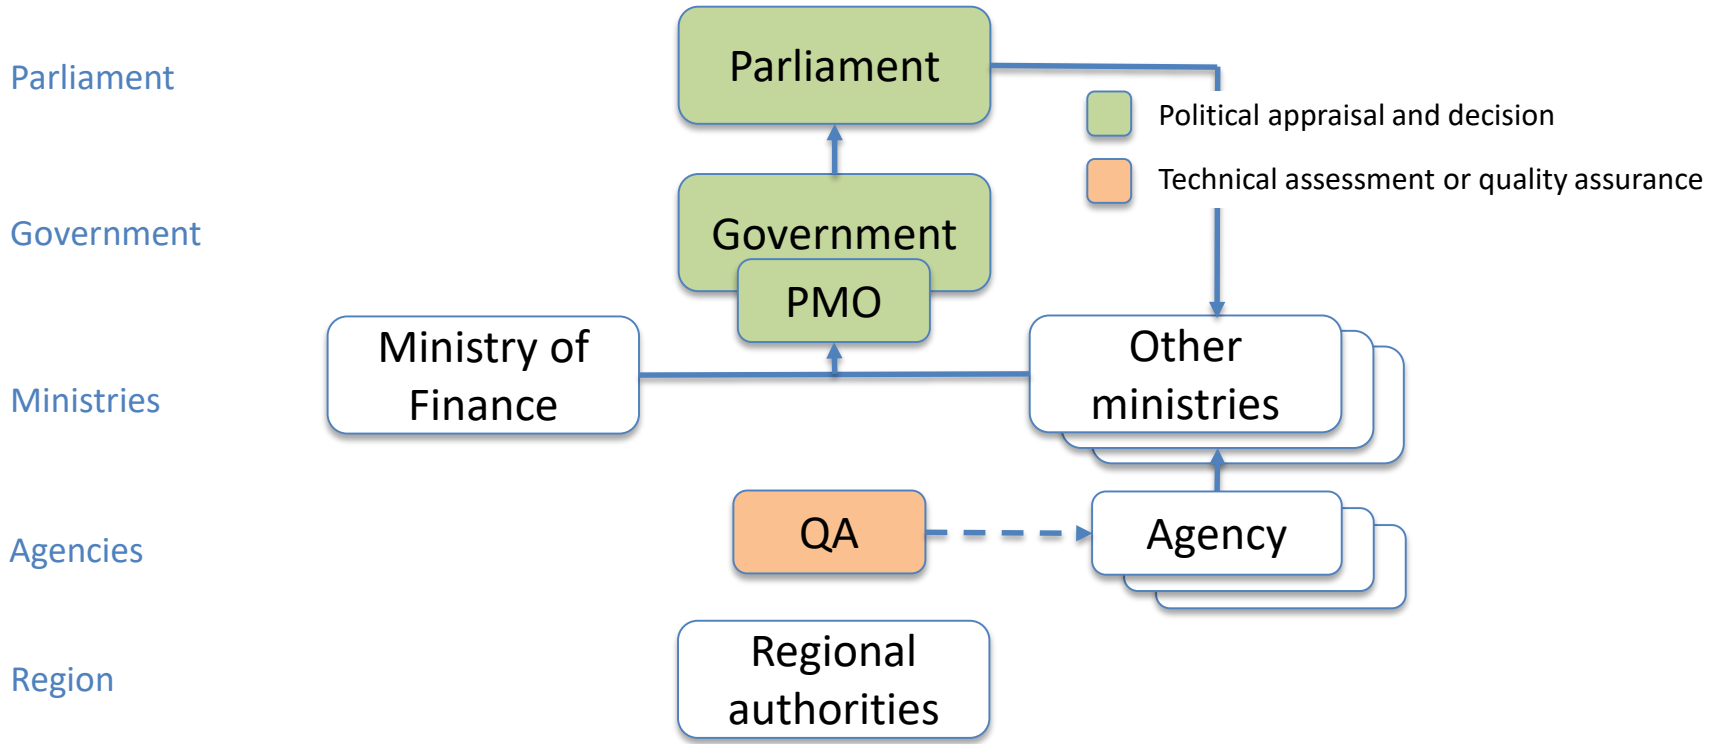 Parliament
Parliament
Political appraisal and decision
Technical assessment or quality assurance
Government
Government
PMO
Ministries
Ministry of
Finance
Other
ministries
Agencies
QA
Agency
Region
Regional
authorities